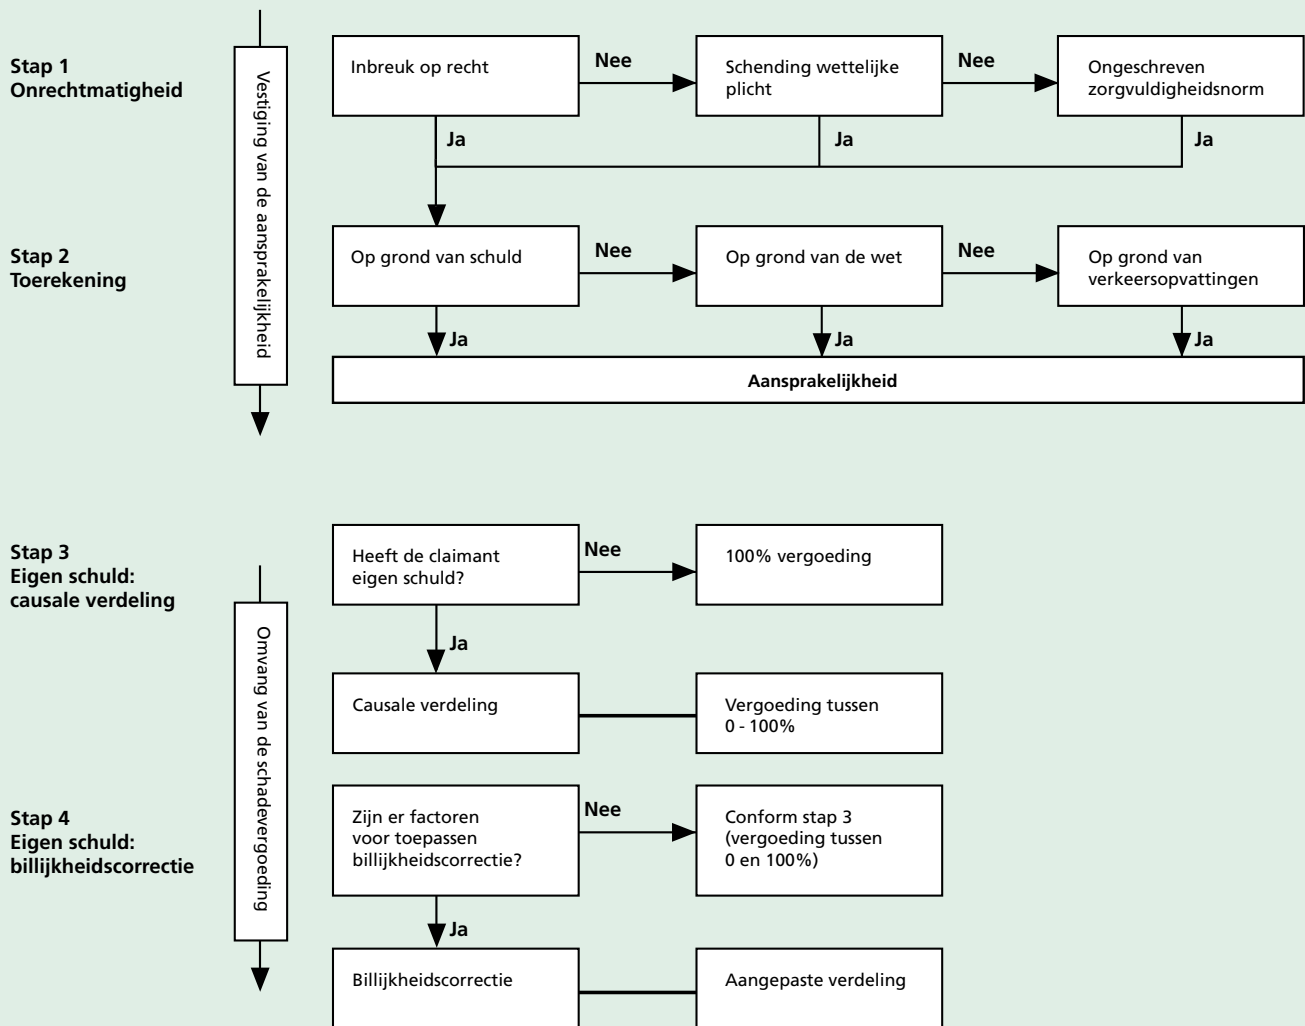 Stap 1
Onrechtmatigheid
Vestiging van de aansprakelijkheid
Inbreuk op recht
Nee
Schending wettelijke
plicht
Nee
Ongeschreven
zorgvuldigheidsnorm
Ja
Ja
Ja
Stap 2
Toerekening
Op grond van schuld
Nee
Op grond van de wet
Nee
Op grond van
verkeersopvattingen
Ja
Ja
Ja
Aansprakelijkheid
Stap 3
Eigen schuld:
causale verdeling
Omvang van de schadevergoeding
Heeft de claimant
eigen schuld?
Nee
100% vergoeding
Ja
Causale verdeling
Vergoeding tussen
0 - 100%
Stap 4
Eigen schuld:
billijkheidscorrectie
Zijn er factoren
voor toepassen
billijkheidscorrectie?
Nee
Conform stap 3
(vergoeding tussen
0 en 100%)
Ja
Billijkheidscorrectie
Aangepaste verdeling